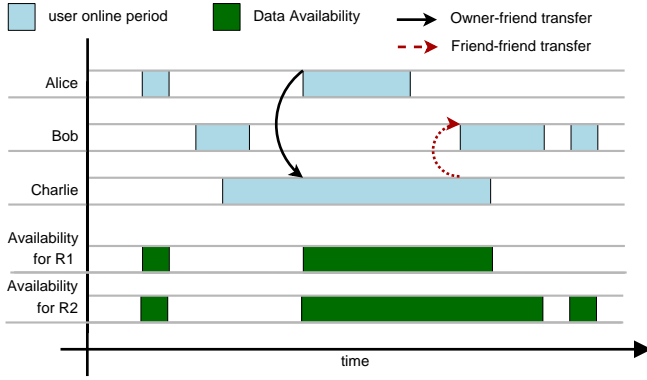 user online period
Data Availability
Owner-friend transfer
Friend-friend transfer
Alice
Bob
Charlie
Availability
for R1
Availability
for R2
time